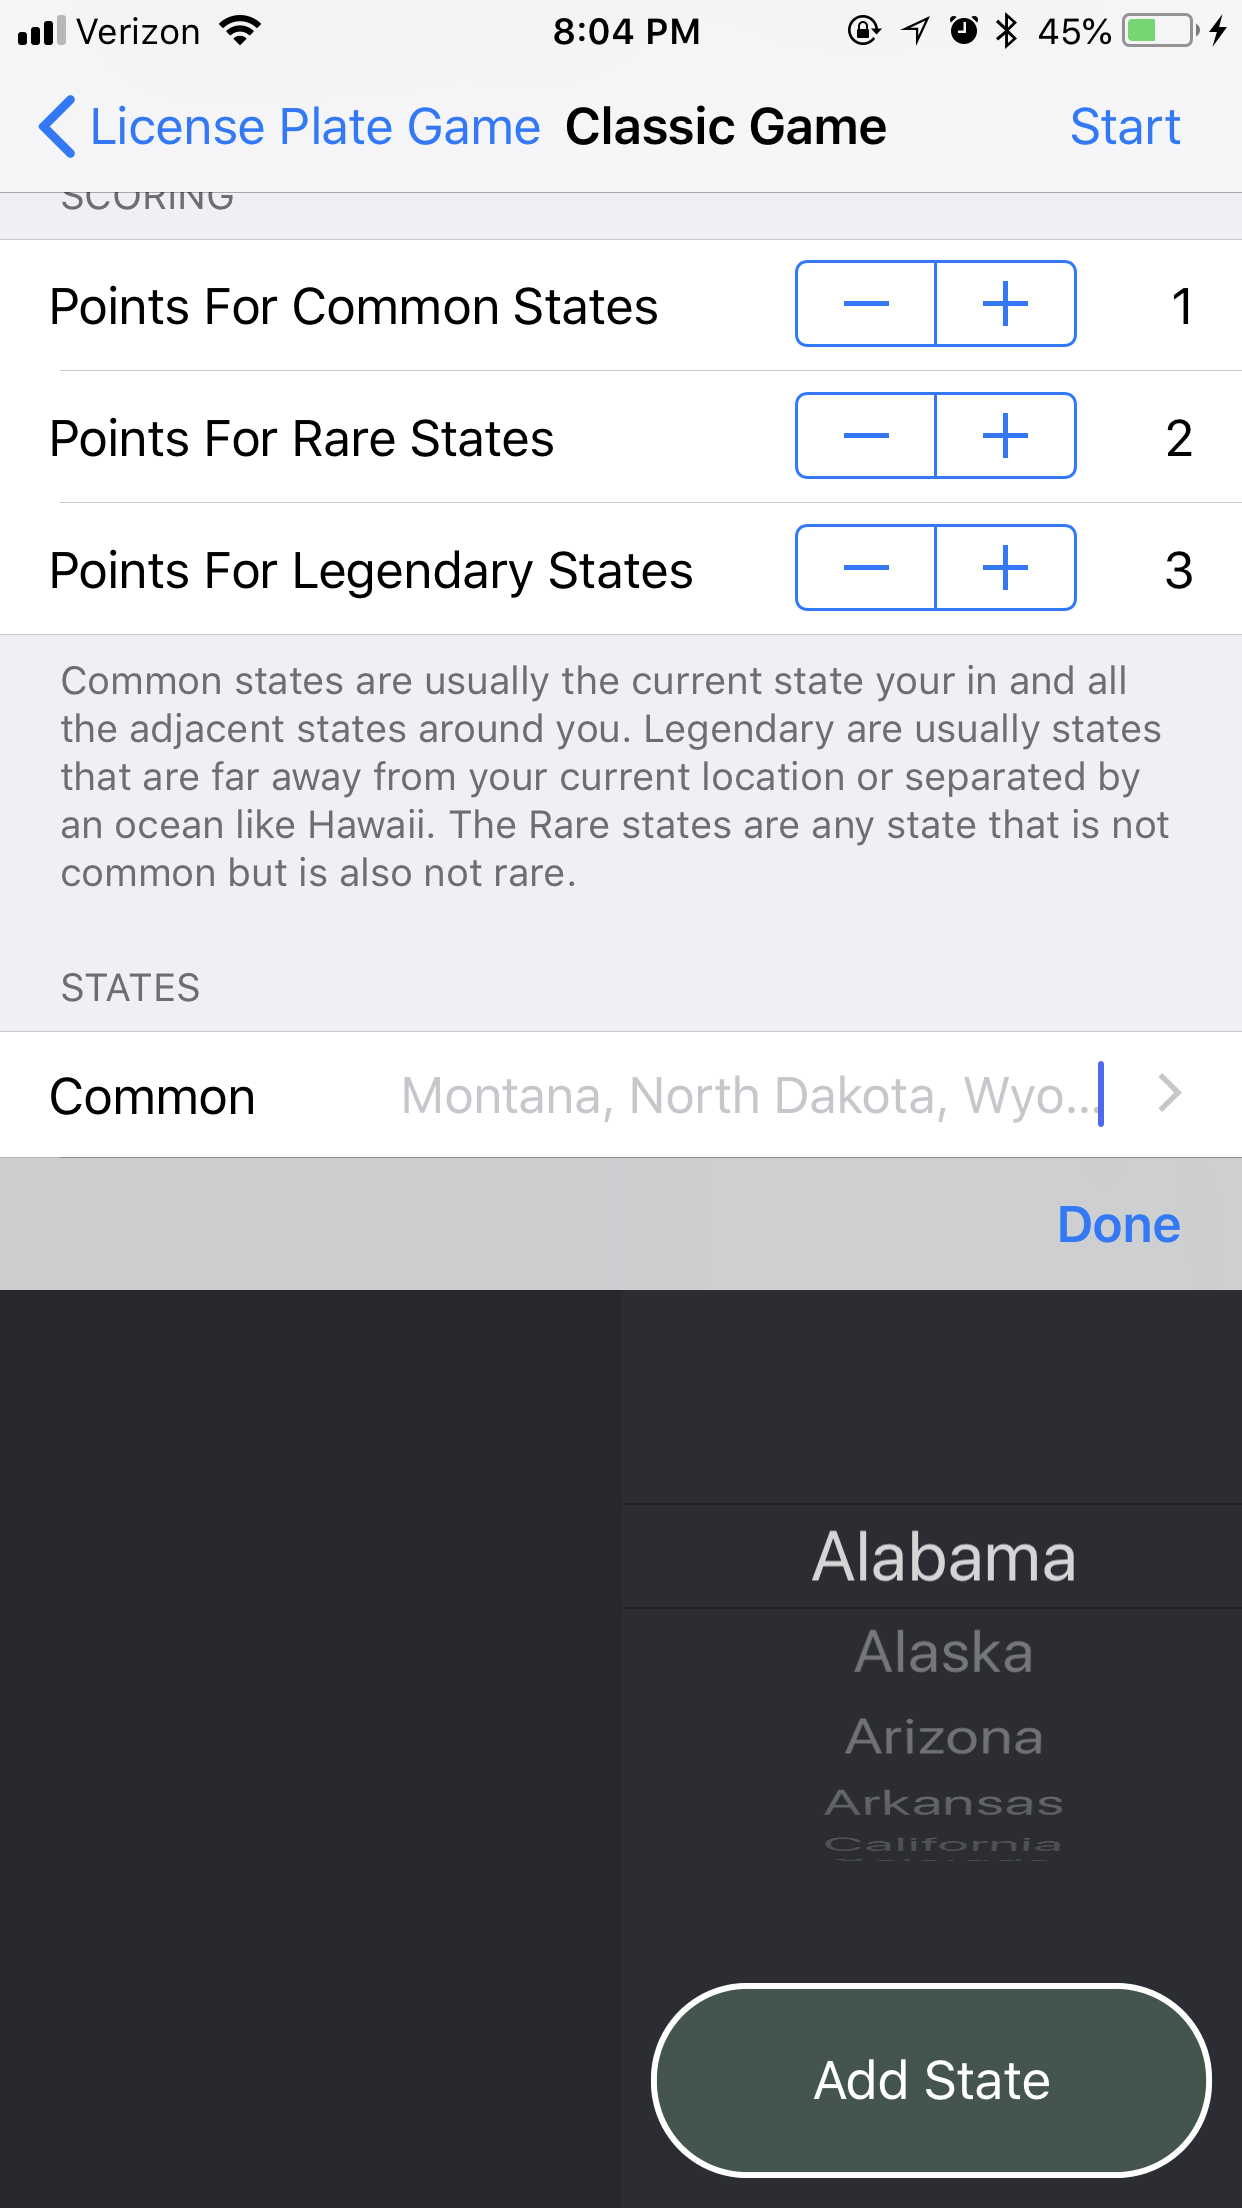 Verizon 8:04 PM 45%
License Plate Game Classic Game Start
SCORING
Points For Common States 1
Points For Rare States 2
Points For Legendary States 3
Common states are usually the current state your in and all
the adjacent states around you. Legendary are usually states
that are far away from your current location or separated by
an ocean like Hawaii. The Rare states are any state that is not
common but is also not rare.
STATES
Common Montana, North Dakota, Wyo...
Done
Alabama
Alaska
Arizona
Arkansas
California
Add State